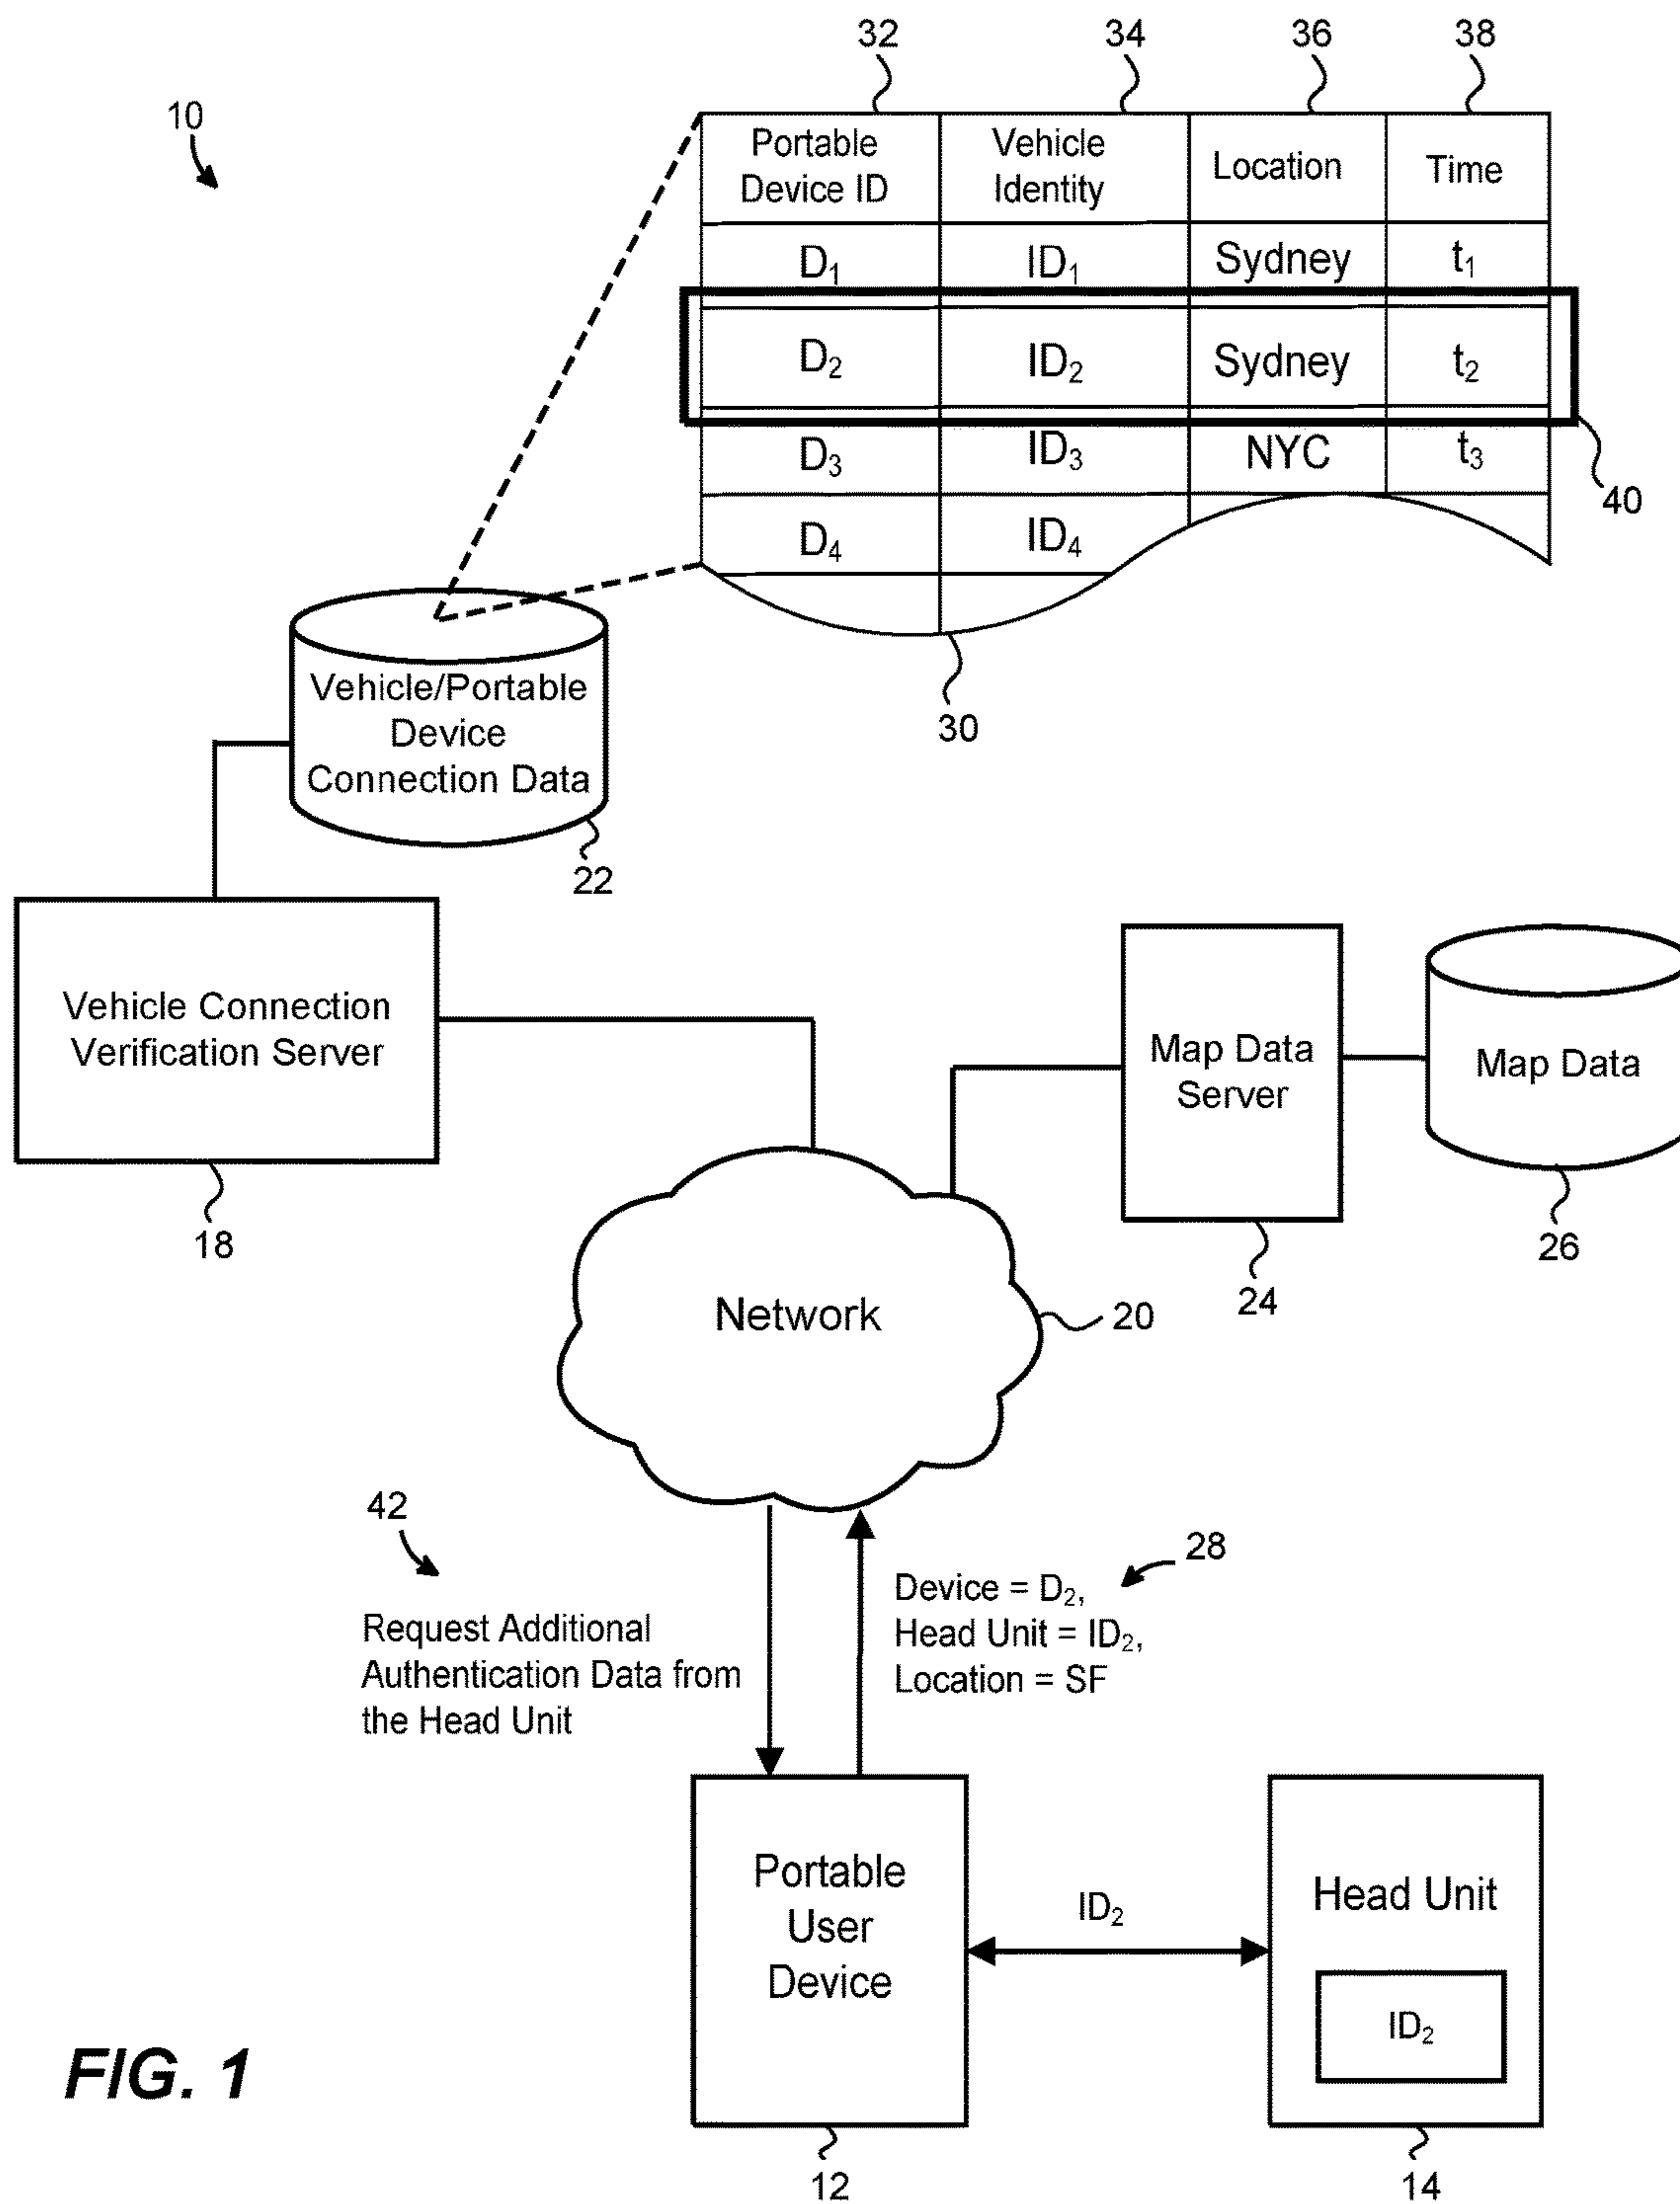 32 34 36 38
10
Portable Device ID Vehicle Identity Location Time
D₁ ID₁ Sydney t₁
D₂ ID₂ Sydney t₂
D₃ ID₃ NYC t₃
40
D₄ ID₄
30
Vehicle/Portable
Device
Connection Data
22
Vehicle Connection
Verification Server
18
Map Data
Server
24
Map Data
26
Network
20
42
Request Additional
Authentication Data from
the Head Unit
28
Device = D₂,
Head Unit = ID₂,
Location = SF
Portable
User
Device
12
ID₂
Head Unit
ID₂
14
FIG. 1